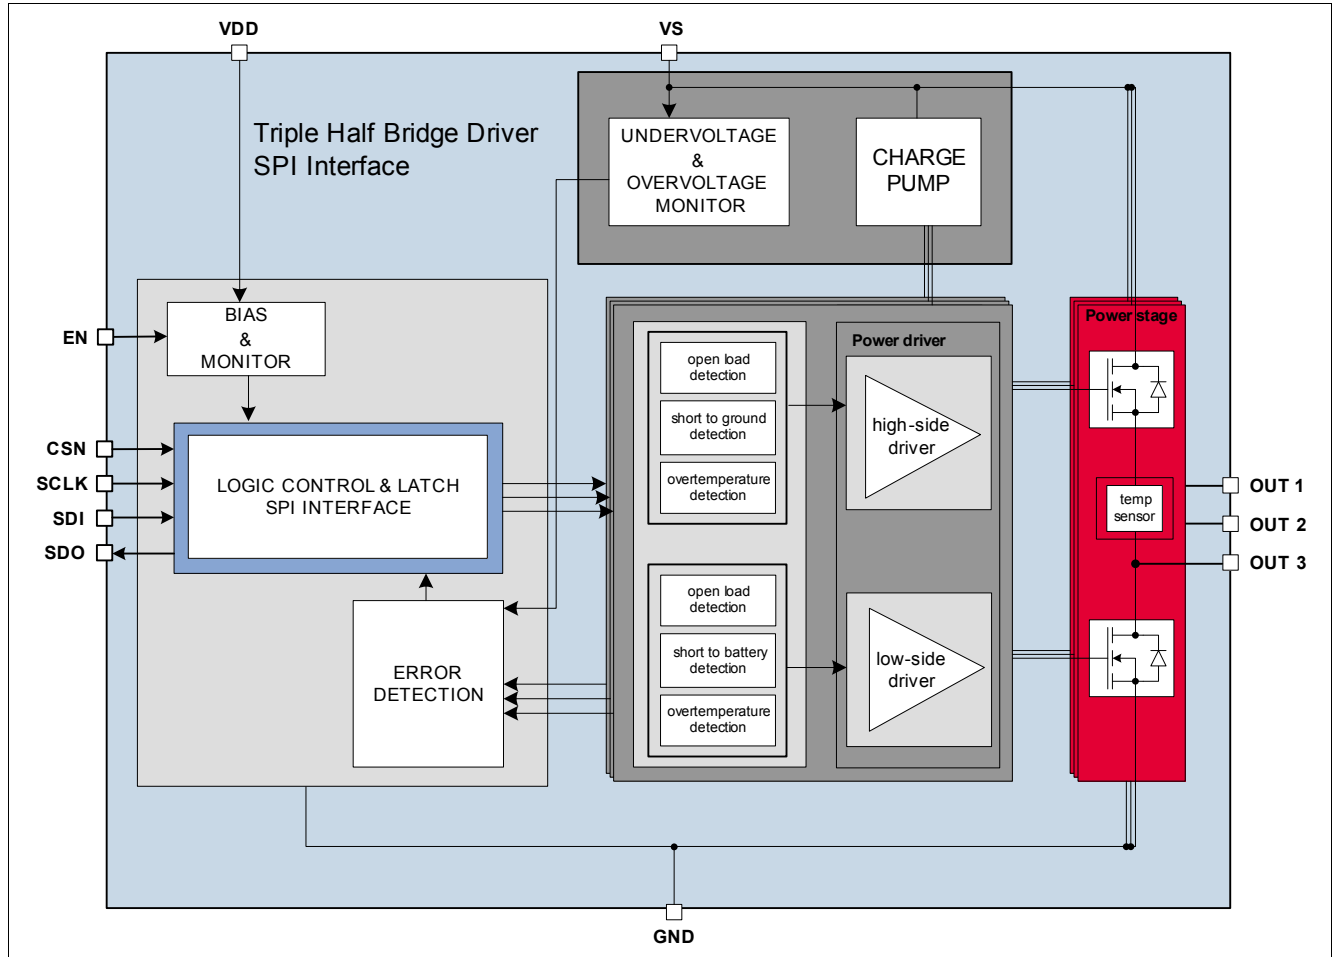 VDD
VS
Triple Half Bridge Driver
SPI Interface
UNDERVOLTAGE
&
OVERVOLTAGE
MONITOR
CHARGE
PUMP
EN
BIAS
&
MONITOR
CSN
SCLK
SDI
SDO
LOGIC CONTROL & LATCH
SPI INTERFACE
ERROR
DETECTION
open load
detection
short to ground
detection
overtemperature
detection
open load
detection
short to battery
detection
overtemperature
detection
Power driver
high-side
driver
low-side
driver
Power stage
temp
sensor
OUT 1
OUT 2
OUT 3
GND